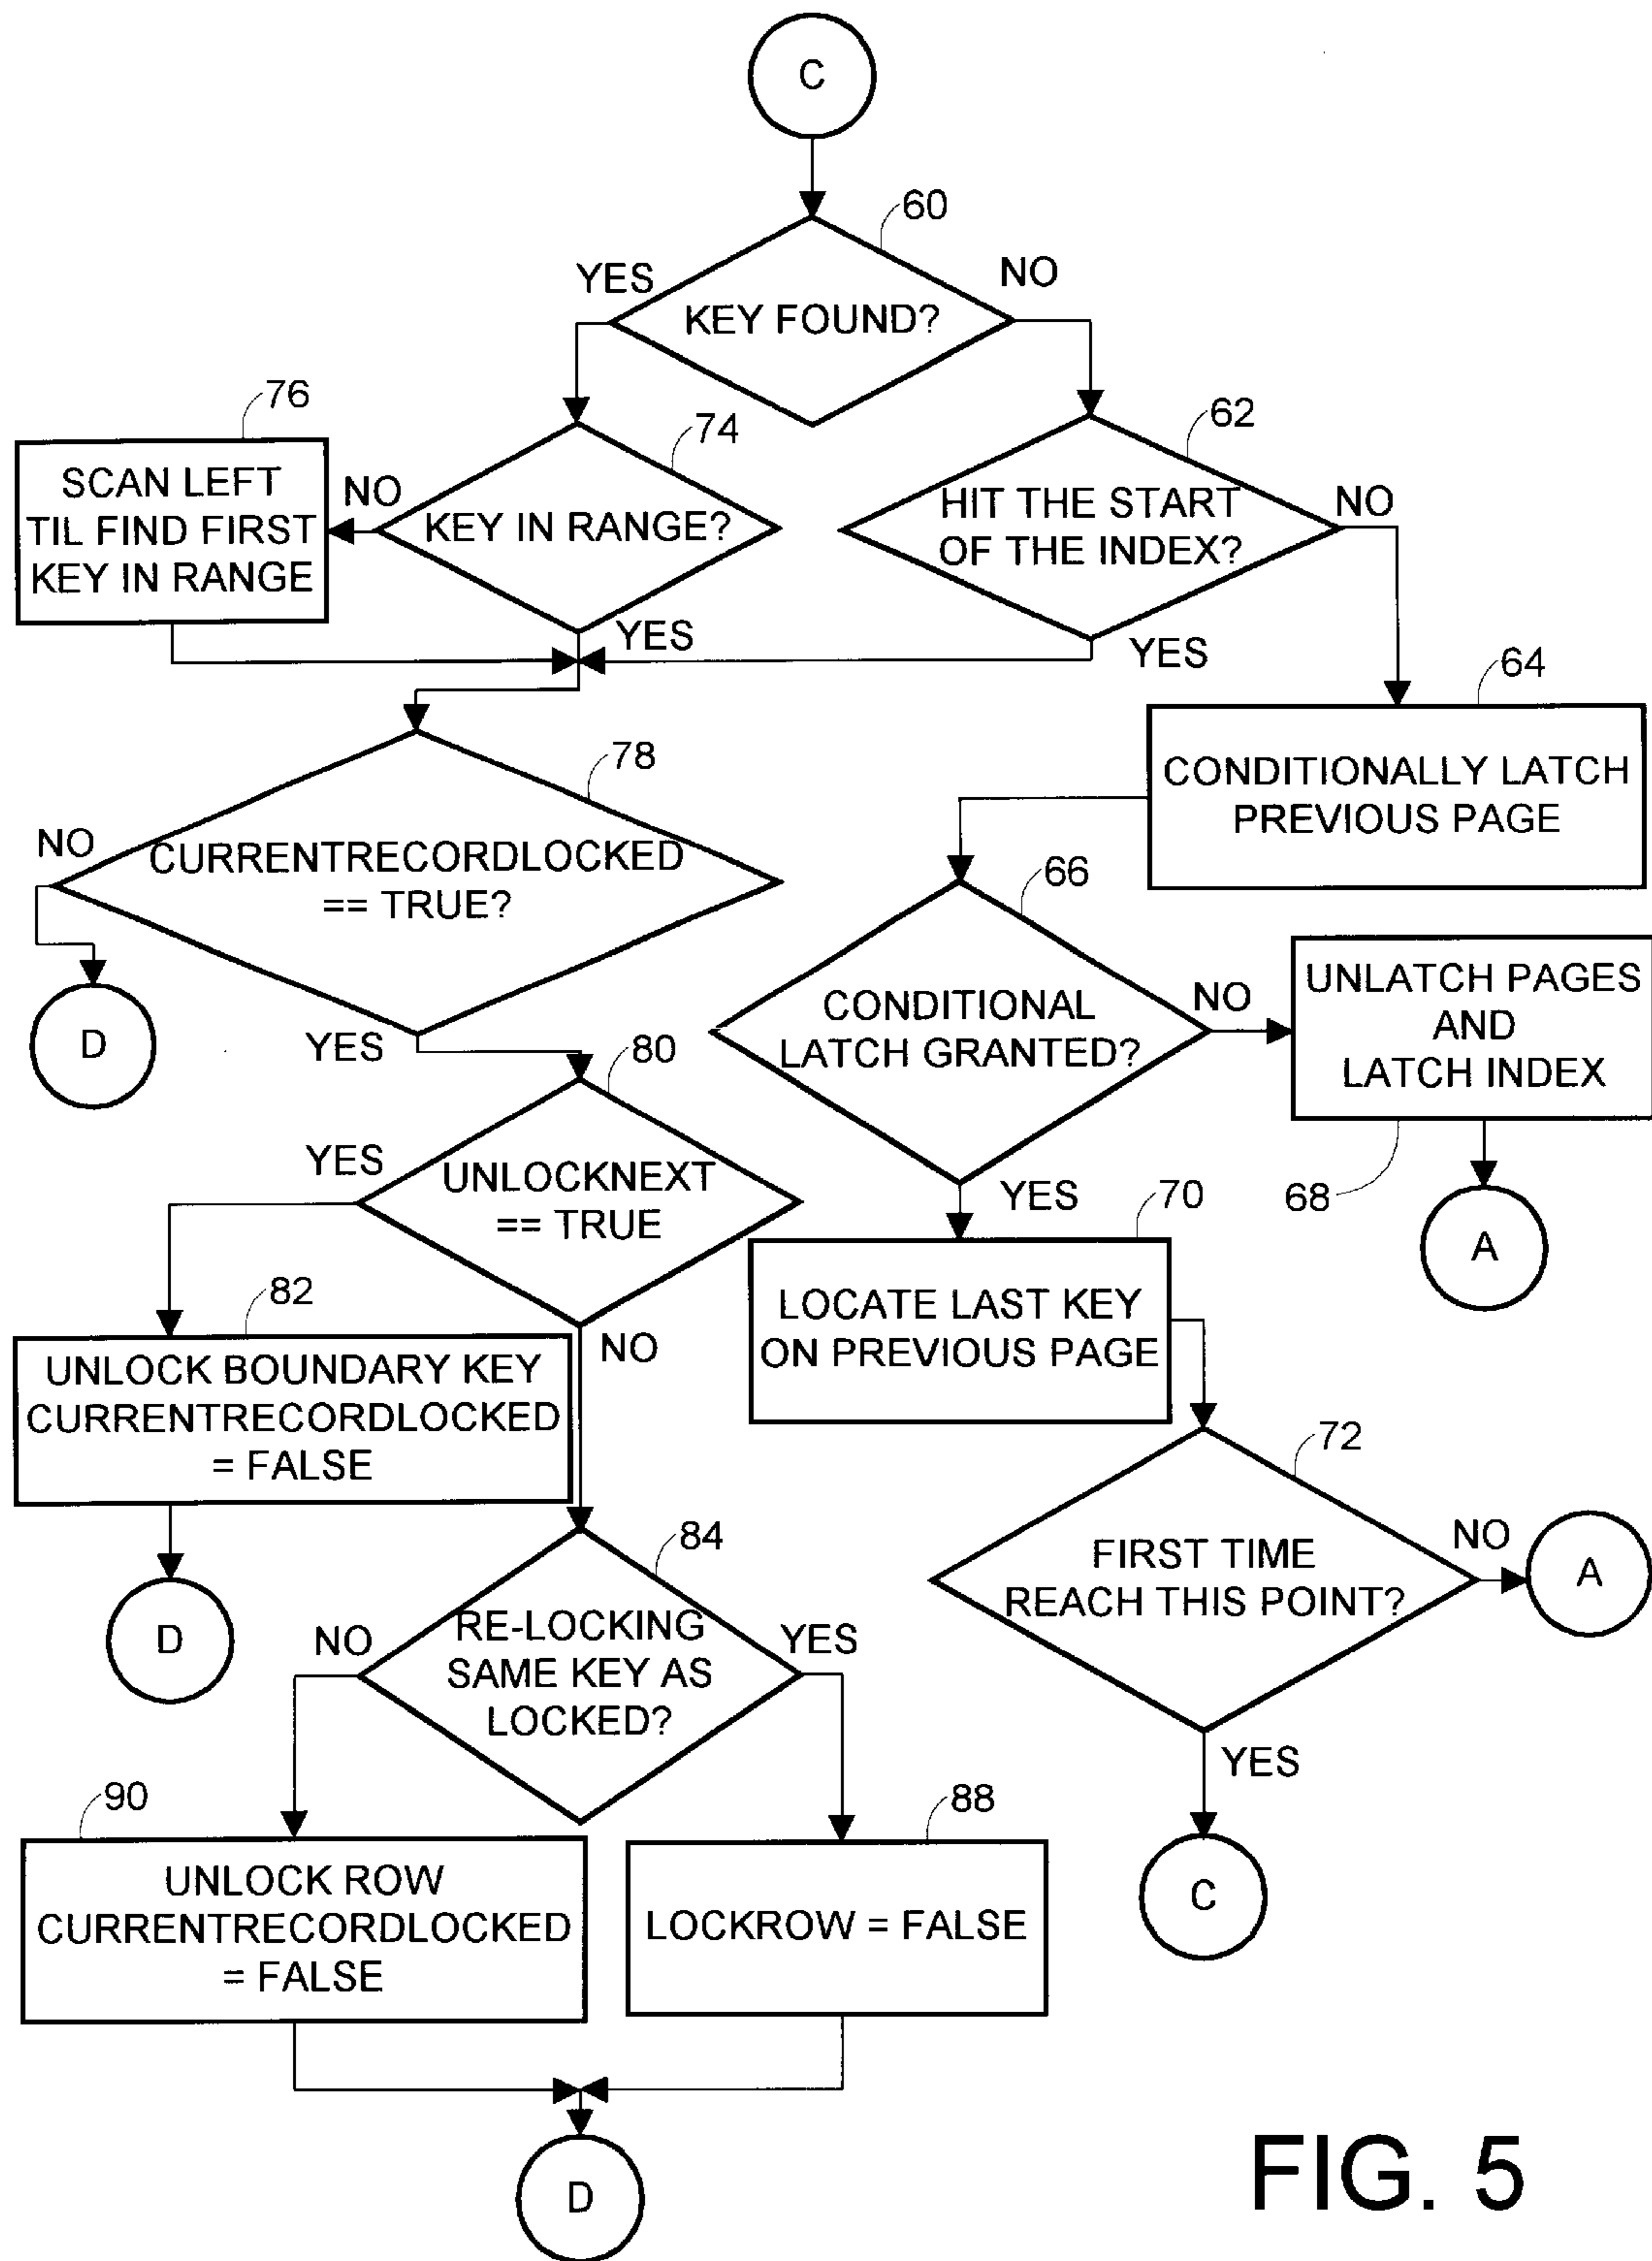 C
60
YES
NO
KEY FOUND?
76
74
62
SCAN LEFT
TIL FIND FIRST
KEY IN RANGE
NO
KEY IN RANGE?
HIT THE START
OF THE INDEX?
NO
YES
YES
64
CONDITIONALLY LATCH
PREVIOUS PAGE
78
NO
CURRENTRECORDLOCKED
== TRUE?
66
D
YES
CONDITIONAL
LATCH GRANTED?
NO
UNLATCH PAGES
AND
LATCH INDEX
80
YES
UNLOCKNEXT
== TRUE
YES
70
68
A
82
NO
LOCATE LAST KEY
ON PREVIOUS PAGE
UNLOCK BOUNDARY KEY
CURRENTRECORDLOCKED
= FALSE
72
84
FIRST TIME
REACH THIS POINT?
NO
A
D
NO
RE-LOCKING
SAME KEY AS
LOCKED?
YES
YES
90
88
UNLOCK ROW
CURRENTRECORDLOCKED
= FALSE
LOCKROW = FALSE
C
D
FIG. 5